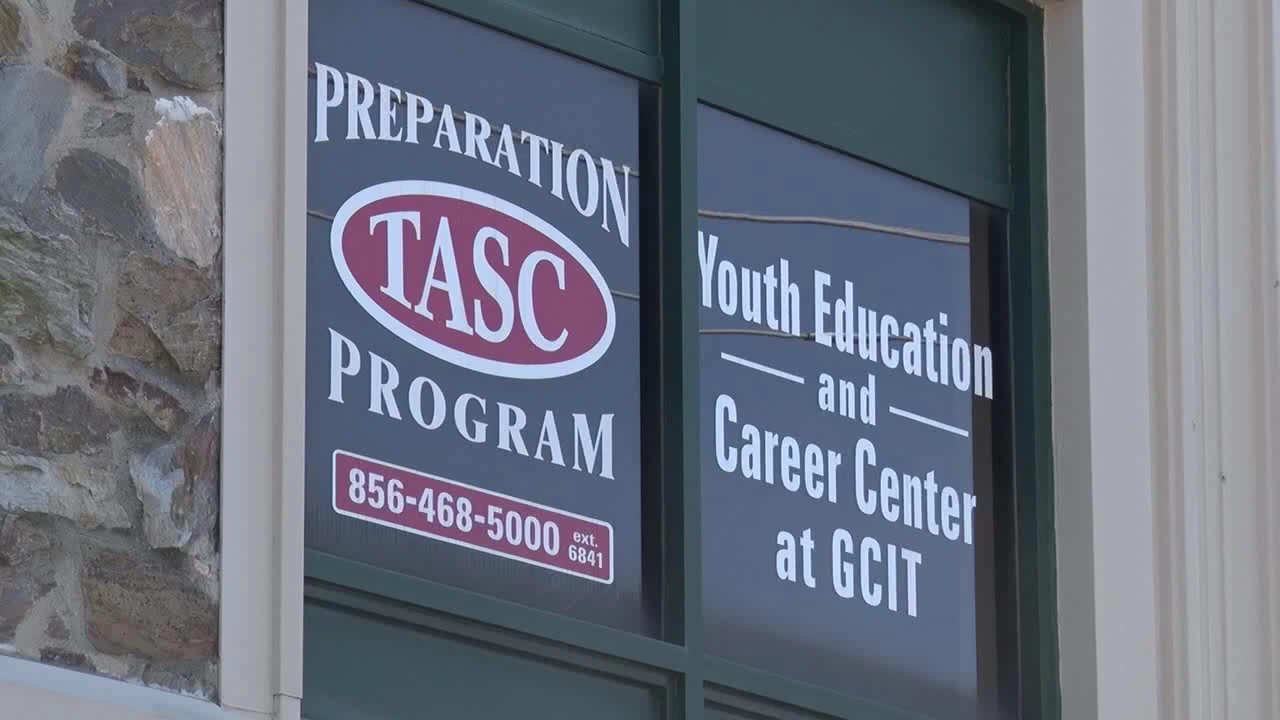 PREPARATION
TASC
PROGRAM
856-468-5000 ext. 6841
Youth Education
and
Career Center
at GCIT